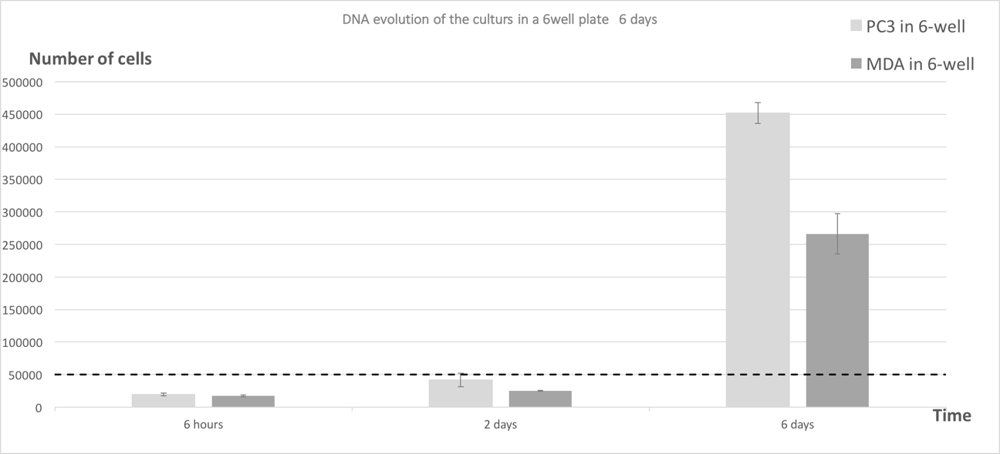 DNA evolution of the culturs in a 6well plate 6 days
PC3 in 6-well
MDA in 6-well
Number of cells
500000
450000
400000
350000
300000
250000
200000
150000
100000
50000
0
6 hours
2 days
6 days
Time